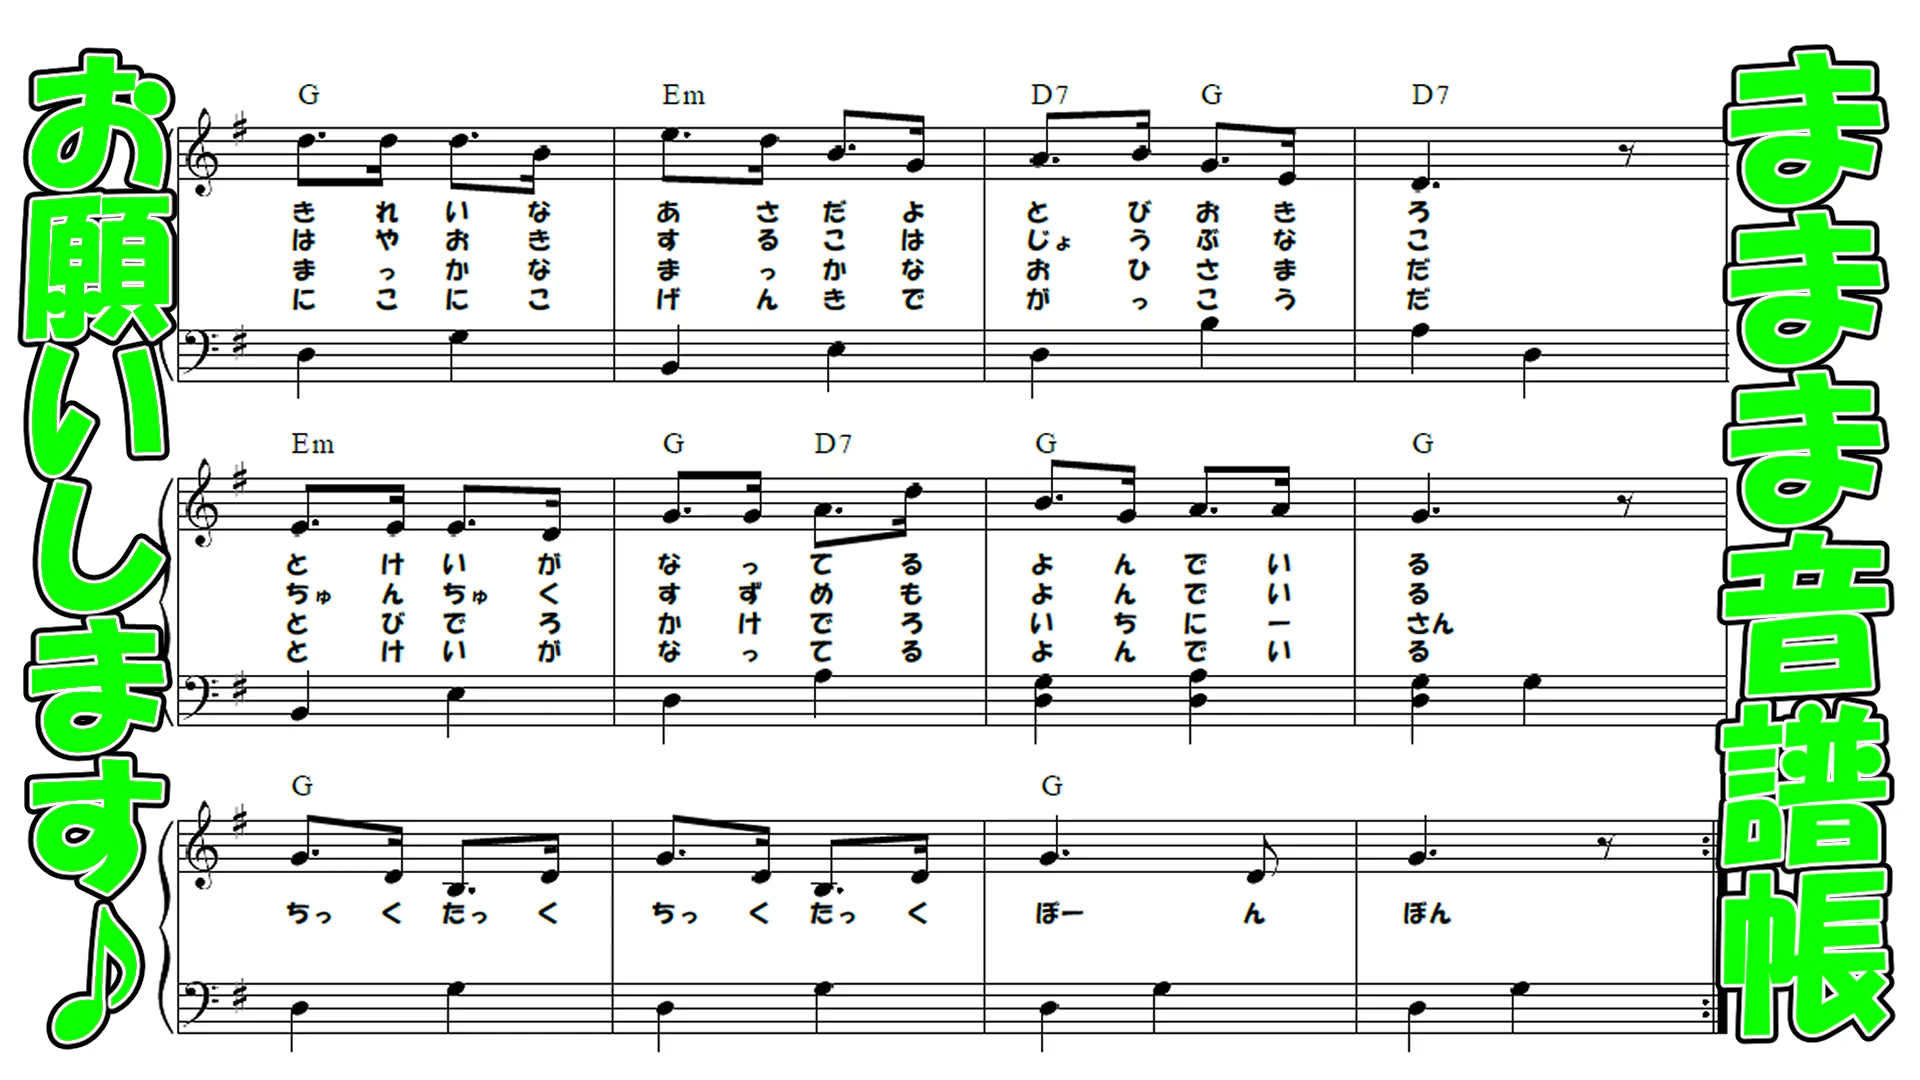 まままま音譜帳
お願いします♪
G Em D7 G D7
き れ い な あ さ だ よ と び お き ろ
は や お き す る こ は じょ う ぶ な こ
ま っ か な ま っ か な お ひ さ ま だ
に こ に こ げ ん き で が っ こ う だ
Em G D7 G G
と け い が な っ て る よ ん で い る
ちゅ ん ちゅ く す ず め も よ ん で い る
と び で ろ か け で ろ い ち に ー さん
と け い が な っ て る よ ん で い る
G G
ちっ く たっ く ちっ く たっ く ぼー ん ぼん